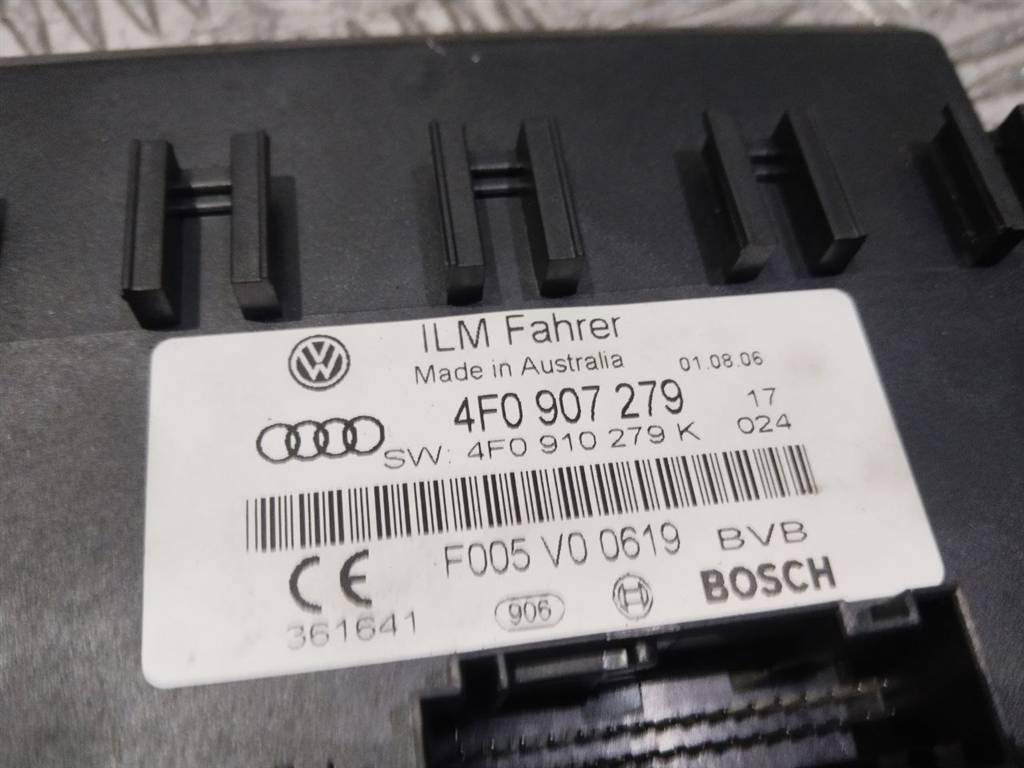 ILM Fahrer
Made in Australia 01.08.06
4F0 907 279 17
SW: 4F0 910 279 K 024
F005 V0 0619 BVB
CE
361641 906 BOSCH